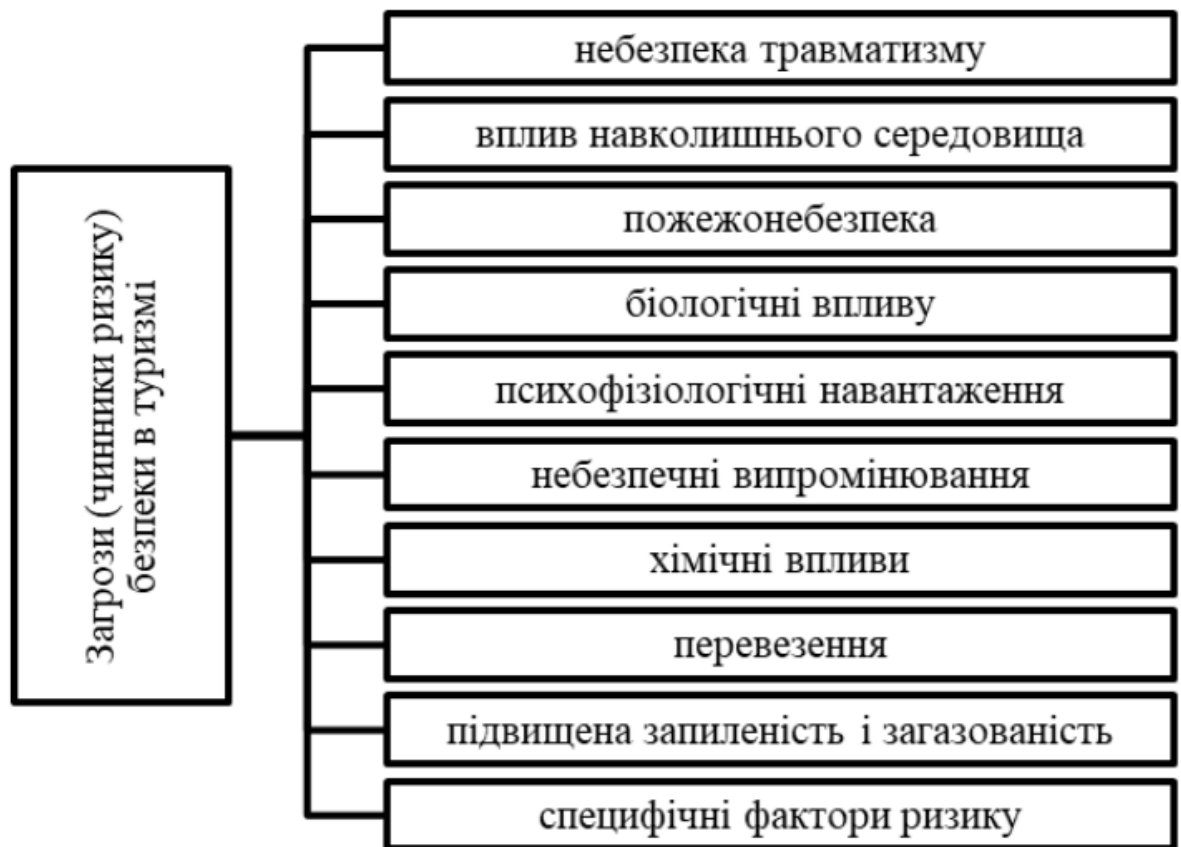 Загрози (чинники ризику)
безпеки в туризмі
небезпека травматизму
вплив навколишнього середовища
пожежонебезпека
біологічні впливу
психофізіологічні навантаження
небезпечні випромінювання
хімічні впливи
перевезення
підвищена запиленість і загазованість
специфічні фактори ризику